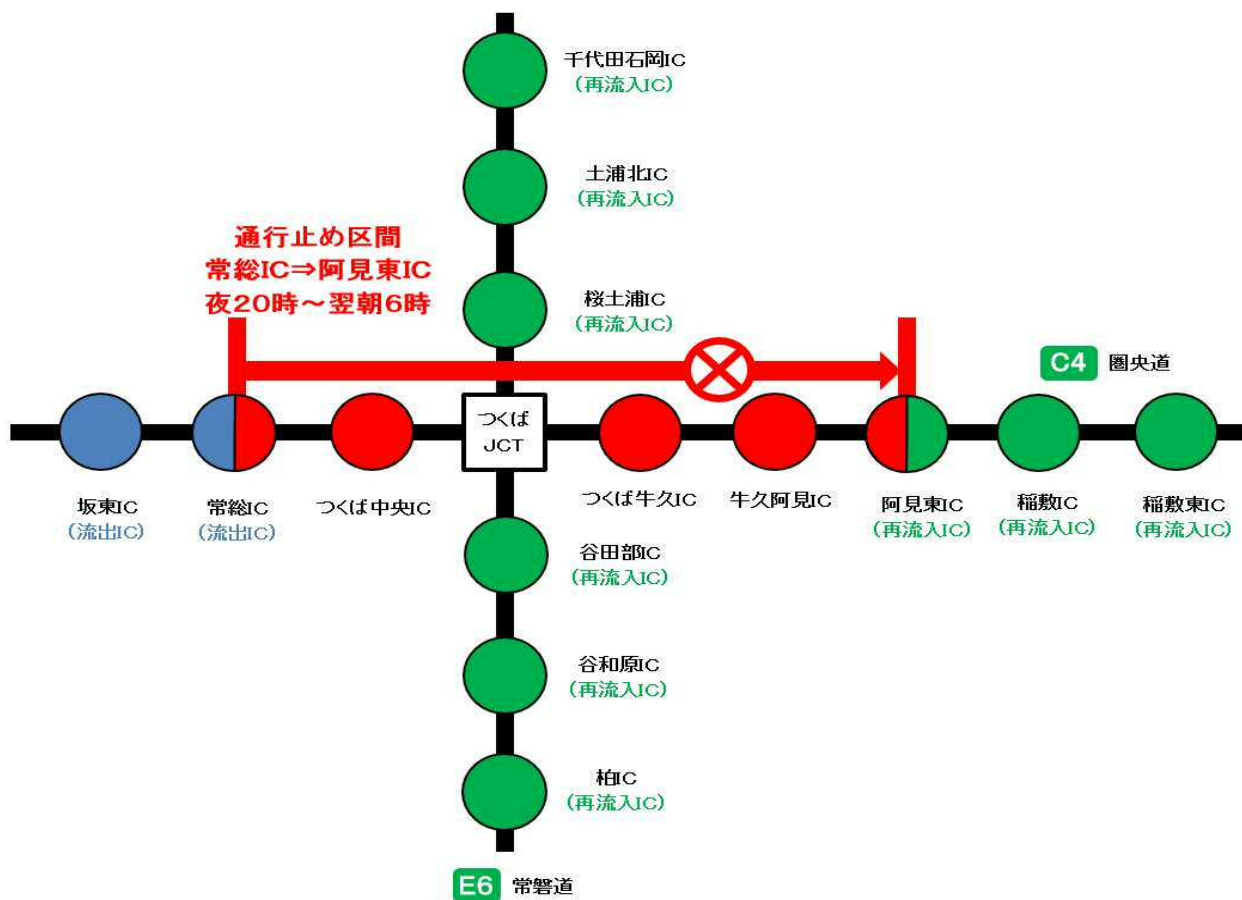 千代田石岡IC
(再流入IC)
土浦北IC
(再流入IC)
通行止め区間
常総IC⇒阿見東IC
夜20時～翌朝6時
桜土浦IC
(再流入IC)
C4 圏央道
つくば
JCT
坂東IC
(流出IC)
常総IC
(流出IC)
つくば中央IC
つくば牛久IC
牛久阿見IC
阿見東IC
(再流入IC)
稲敷IC
(再流入IC)
稲敷東IC
(再流入IC)
谷田部IC
(再流入IC)
谷和原IC
(再流入IC)
柏IC
(再流入IC)
E6 常磐道